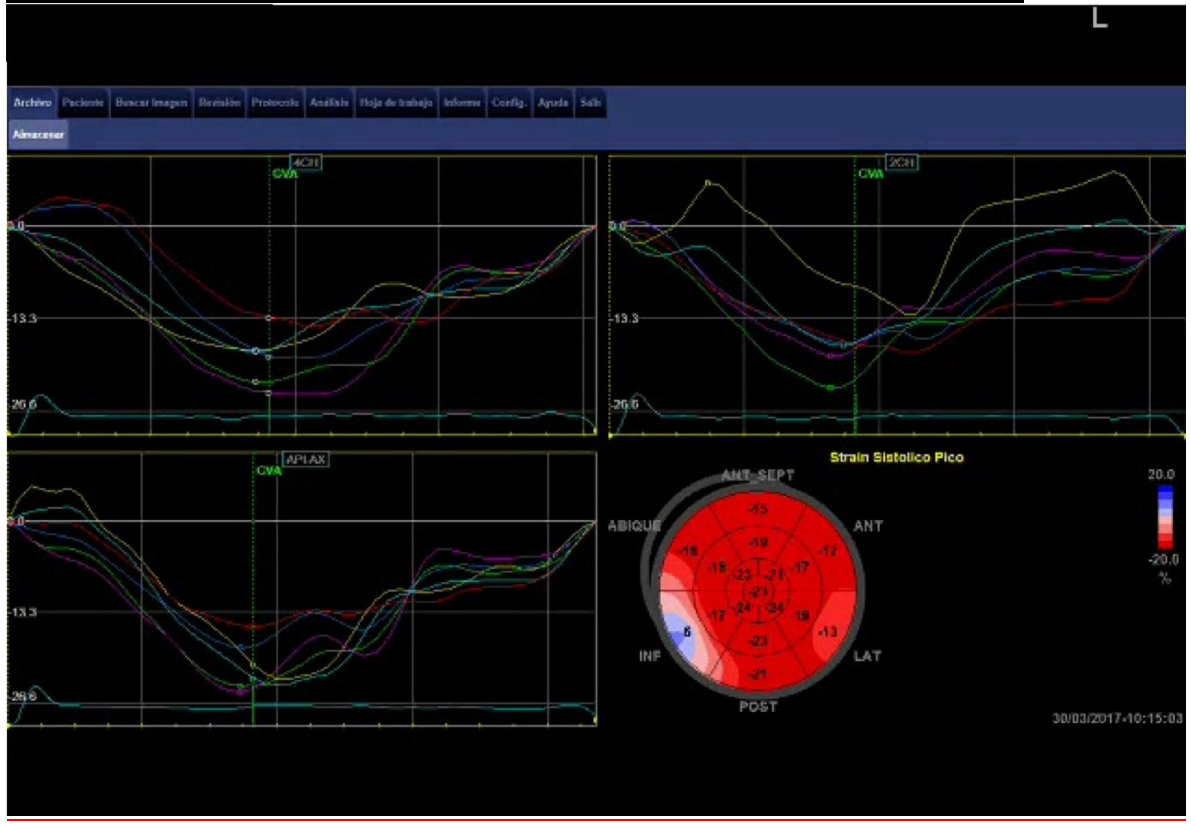 L
Archivo Paciente Buscar Imagen Revisión Protocolo Análisis Hoja de trabajo Informe Config. Ayuda Salir
Almacenar
4CH
CVA
0.0
-13.3
-26.6
2CH
CVA
0.0
-13.3
-26.6
APLAX
CVA
0.0
-13.3
-26.6
Strain Sistolico Pico
ANT_SEPT
ABIQUE
ANT
INF
LAT
POST
-15
-17
-19
-18
-18
-17
-23
-21
-23
-17
-24
-24
-19
6
-13
-23
-21
20.0
-20.0
%
30/03/2017-10:15:03